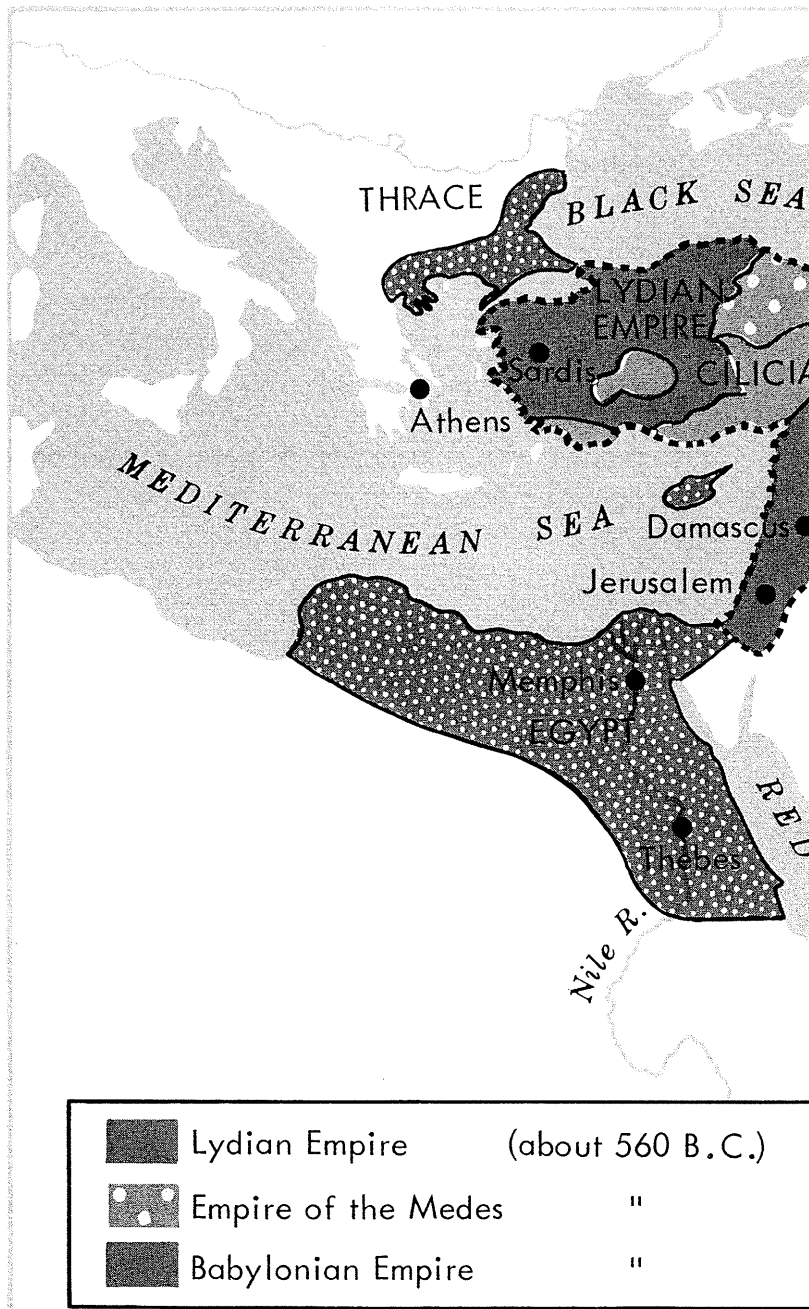 THRACE
BLACK SEA
LYDIAN
EMPIRE
Sardis
CILICIA
Athens
MEDITERRANEAN SEA
Damascus
Jerusalem
Memphis
EGYPT
RED
Thebes
Nile R.
Lydian Empire (about 560 B.C.)
Empire of the Medes "
Babylonian Empire "